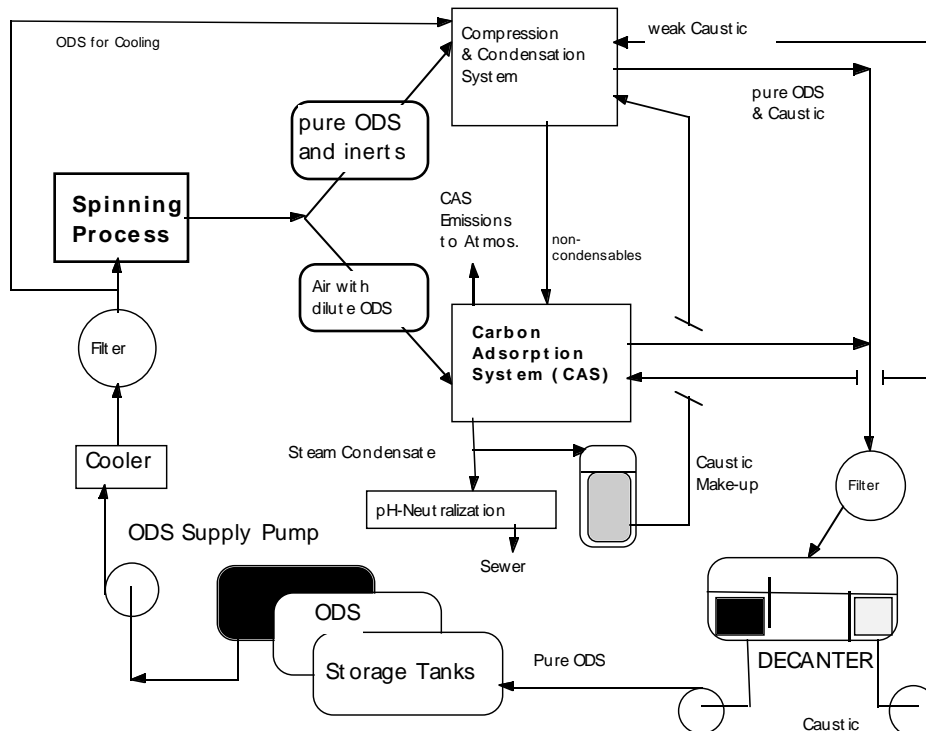 ODS for Cooling
Compression
& Condensation
System
weak Caustic
pure ODS
and inerts
pure ODS
& Caustic
Spinning
Process
CAS
Emissions
to Atmos.
non-
condensables
Air with
dilute ODS
Filter
Carbon
Adsorption
System (CAS)
Cooler
Steam Condensate
Caustic
Make-up
Filter
pH-Neutralization
ODS Supply Pump
Sewer
ODS
Storage Tanks
Pure ODS
DECANTER
Caustic